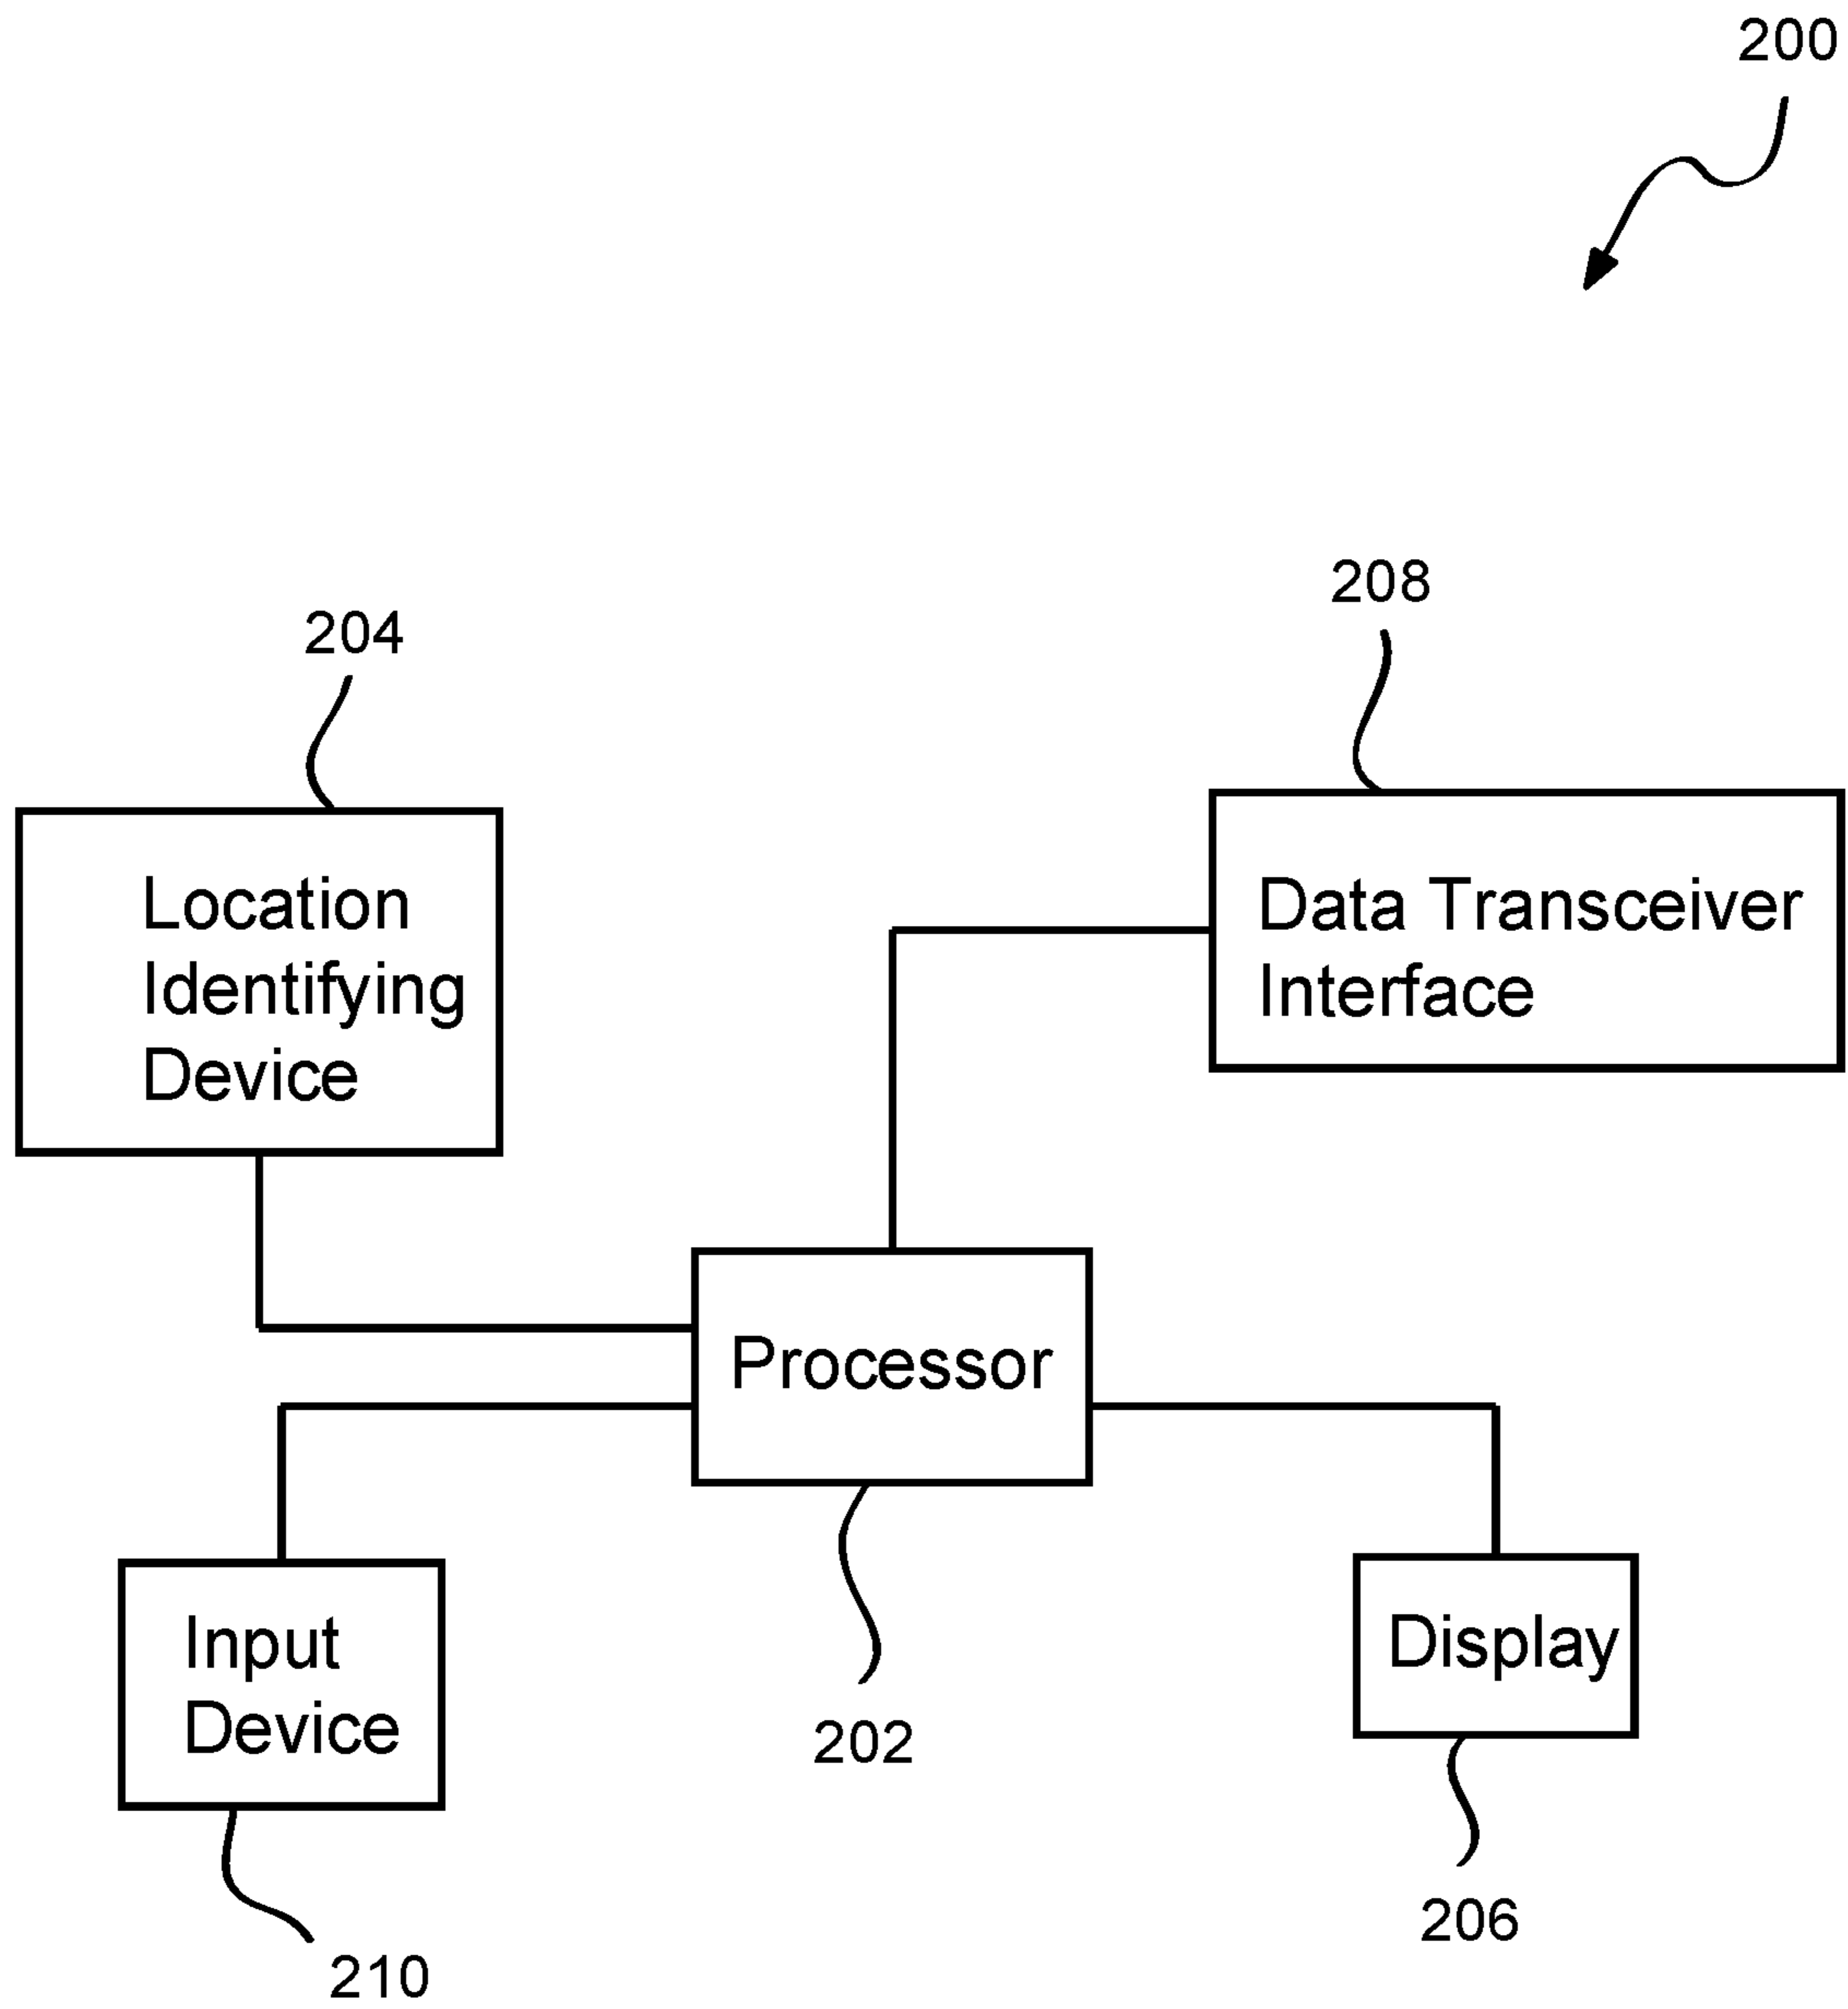 200
208
204
Location
Identifying
Device
Data Transceiver
Interface
Processor
Input
Device
Display
202
206
210